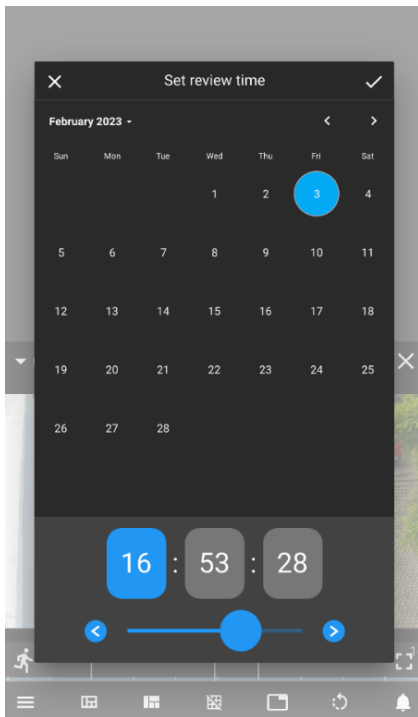 Set review time
February 2023
Sun Mon Tue Wed Thu Fri Sat
1 2 3 4
5 6 7 8 9 10 11
12 13 14 15 16 17 18
19 20 21 22 23 24 25
26 27 28
16 : 53 : 28